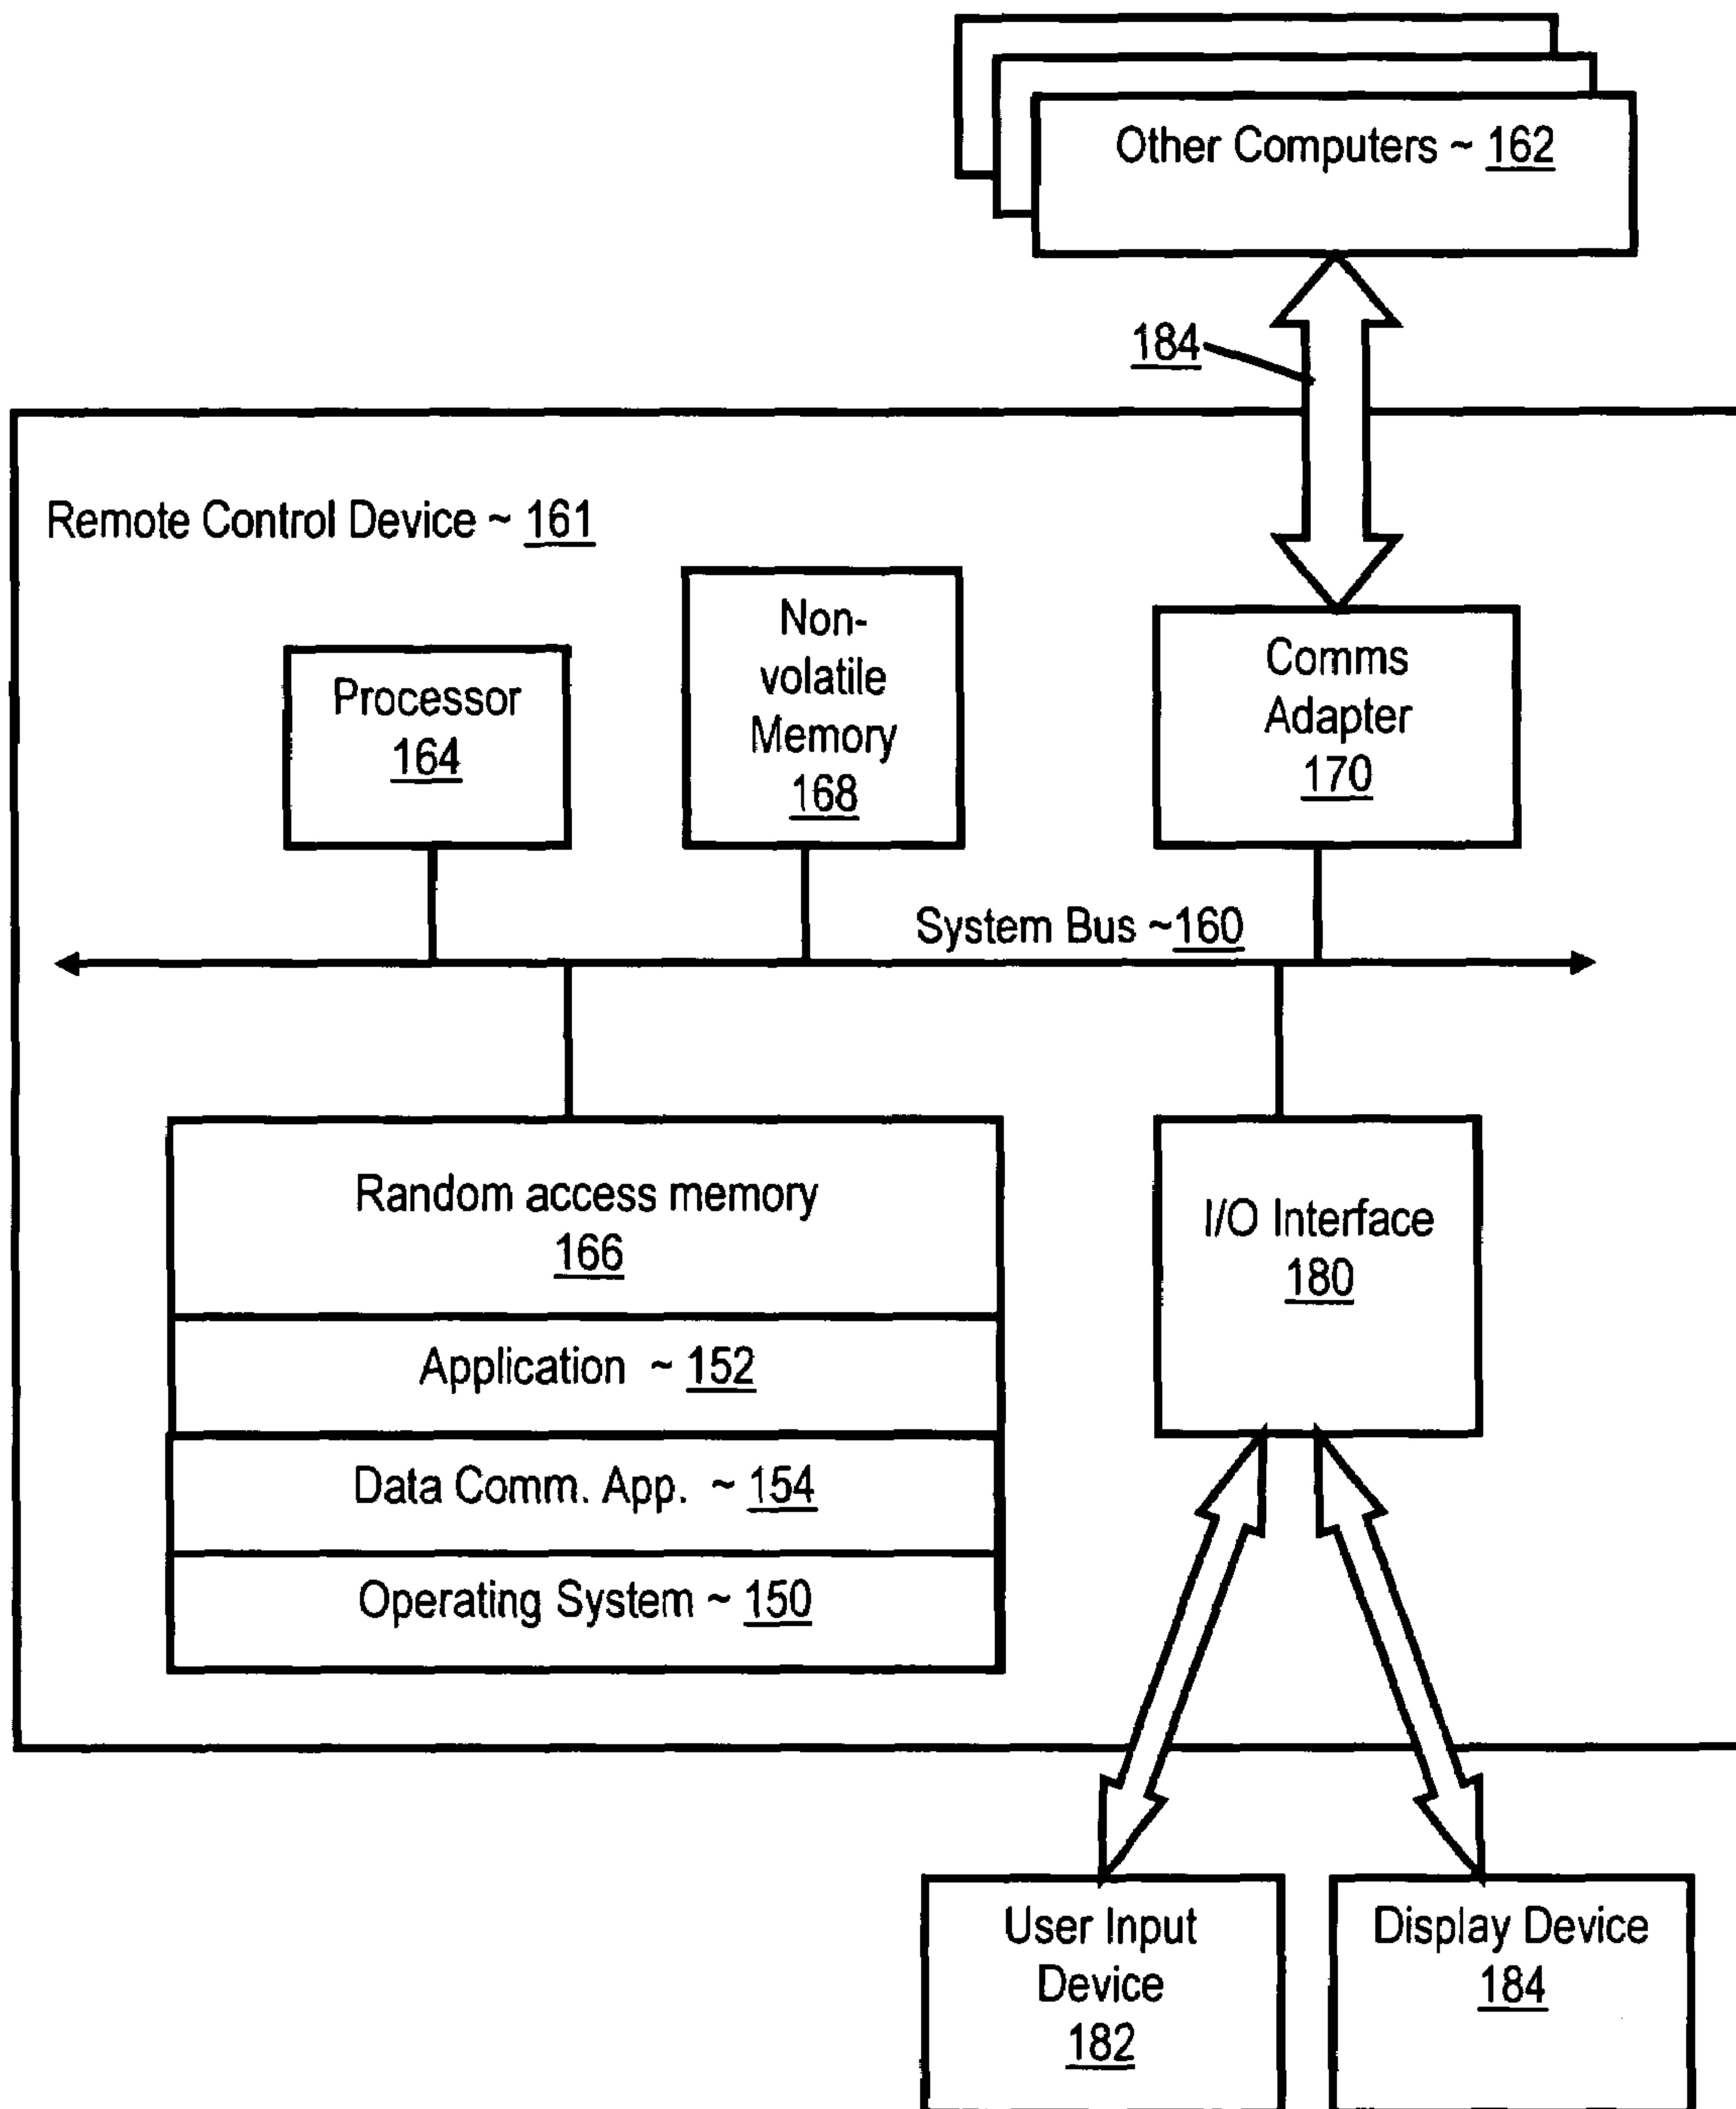 Other Computers ~ 162
184
Remote Control Device ~ 161
Non-
volatile
Memory
168
Comms
Adapter
170
Processor
164
System Bus ~160
Random access memory
166
I/O Interface
180
Application ~ 152
Data Comm. App. ~ 154
Operating System ~ 150
User Input
Device
182
Display Device
184